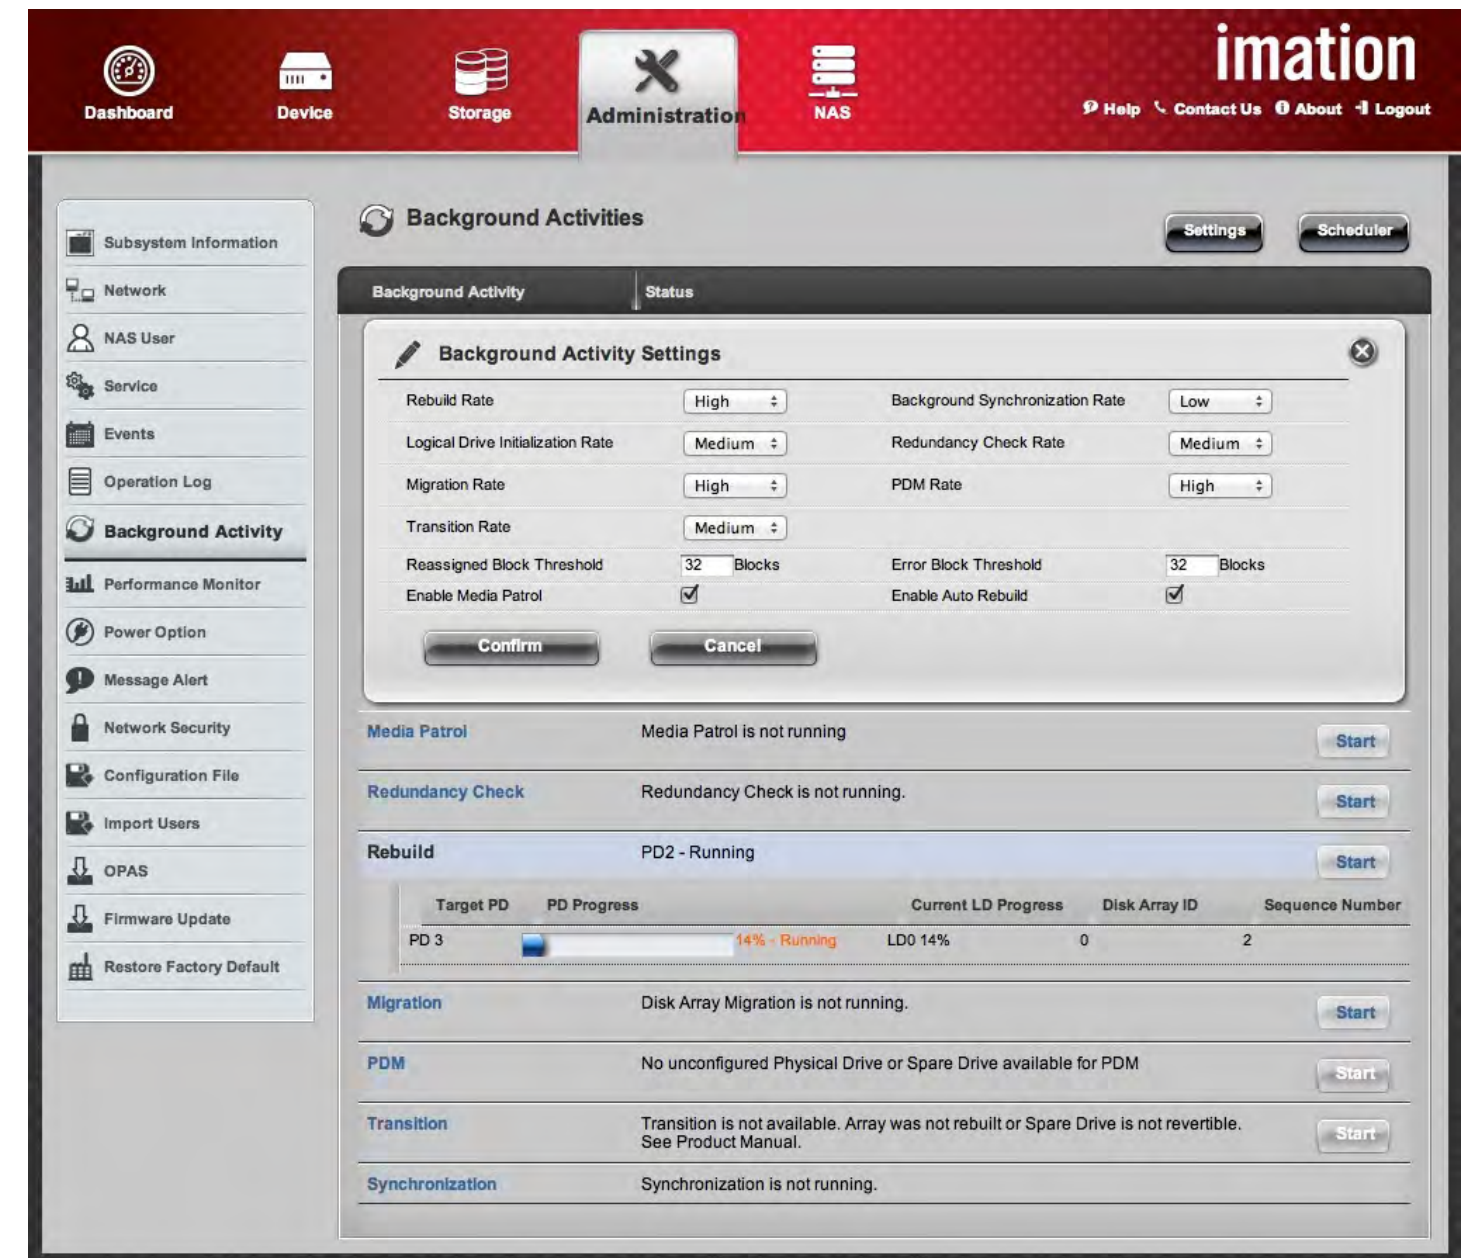 imation
Dashboard
Device
Storage
Administration
NAS
Help Contact Us About Logout
Subsystem Information
Network
NAS User
Service
Events
Operation Log
Background Activity
Performance Monitor
Power Option
Message Alert
Network Security
Configuration File
Import Users
OPAS
Firmware Update
Restore Factory Default
Background Activities
Settings
Scheduler
Background Activity Status
Background Activity Settings
Rebuild Rate High Background Synchronization Rate Low
Logical Drive Initialization Rate Medium Redundancy Check Rate Medium
Migration Rate High PDM Rate High
Transition Rate Medium
Reassigned Block Threshold 32 Blocks Error Block Threshold 32 Blocks
Enable Media Patrol Enable Auto Rebuild
Confirm Cancel
Media Patrol Media Patrol is not running Start
Redundancy Check Redundancy Check is not running. Start
Rebuild PD2 - Running Start
Target PD PD Progress Current LD Progress Disk Array ID Sequence Number
PD 3 14% - Running LD0 14% 0 2
Migration Disk Array Migration is not running. Start
PDM No unconfigured Physical Drive or Spare Drive available for PDM Start
Transition Transition is not available. Array was not rebuilt or Spare Drive is not revertible. Start
See Product Manual.
Synchronization Synchronization is not running.